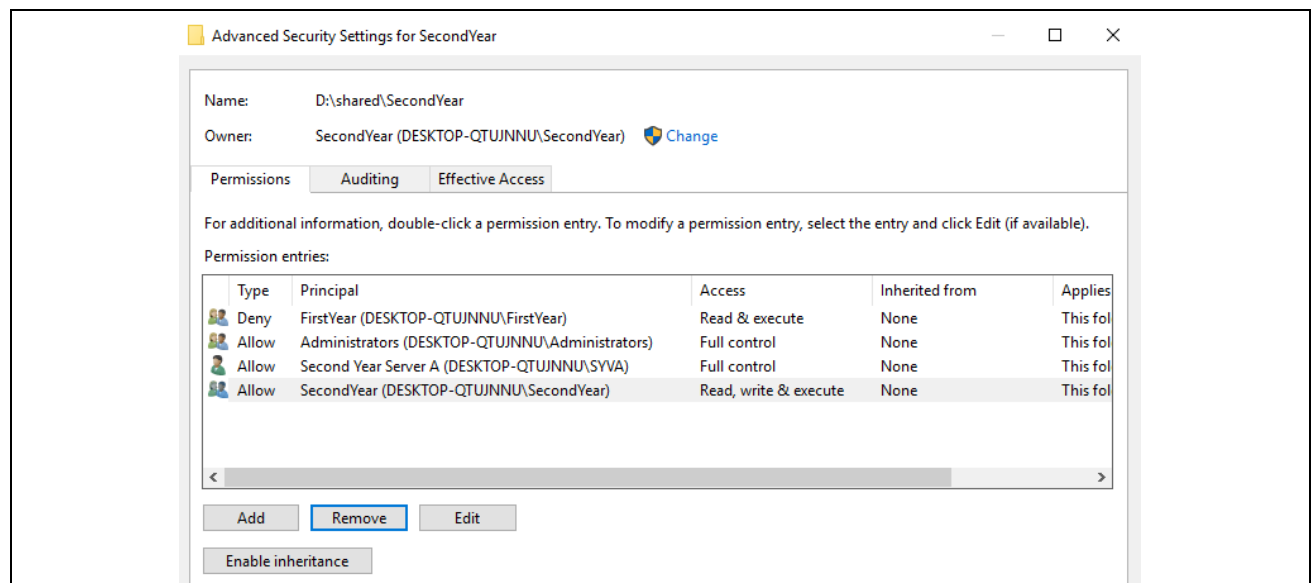 Advanced Security Settings for SecondYear
Name: D:\shared\SecondYear
Owner: SecondYear (DESKTOP-QTUJNNU\SecondYear) Change
Permissions Auditing Effective Access
For additional information, double-click a permission entry. To modify a permission entry, select the entry and click Edit (if available).
Permission entries:
Type Principal Access Inherited from Applies
Deny FirstYear (DESKTOP-QTUJNNU\FirstYear) Read & execute None This fol
Allow Administrators (DESKTOP-QTUJNNU\Administrators) Full control None This fol
Allow Second Year Server A (DESKTOP-QTUJNNU\SYVA) Full control None This fol
Allow SecondYear (DESKTOP-QTUJNNU\SecondYear) Read, write & execute None This fol
Add Remove Edit
Enable inheritance